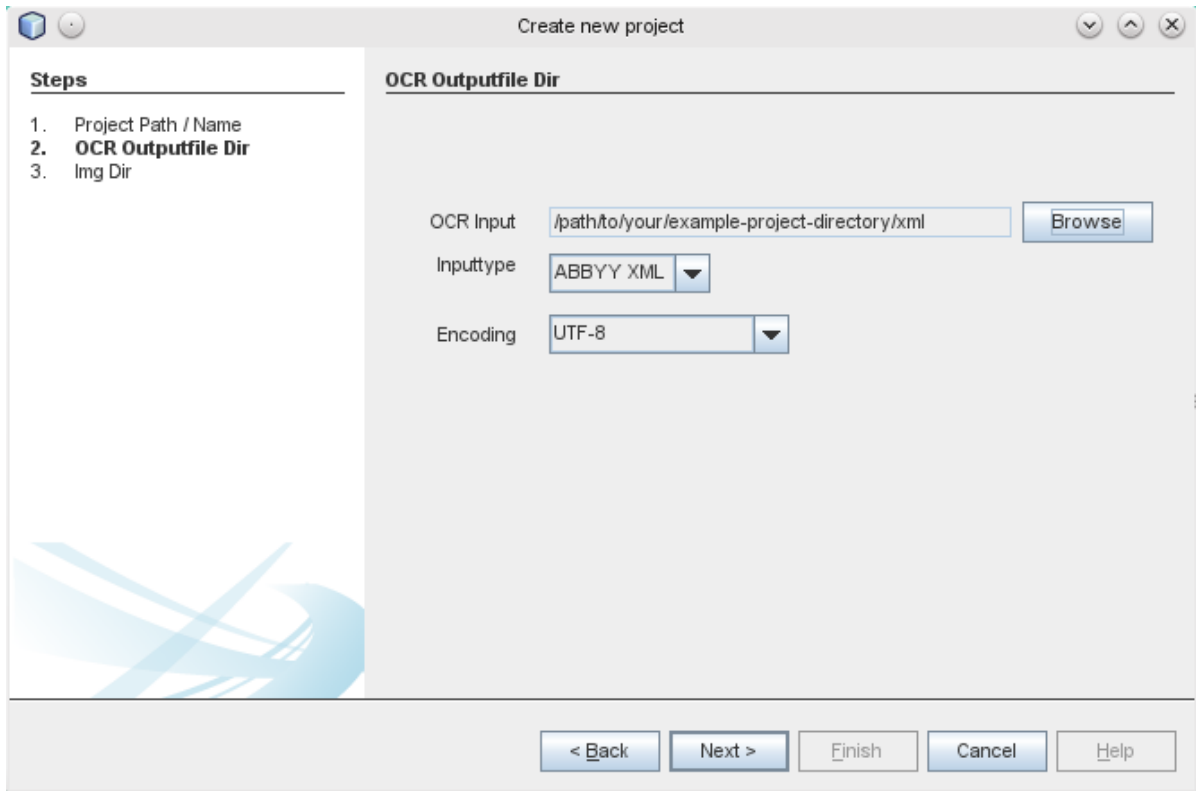 Create new project
Steps
1. Project Path / Name
2. OCR Outputfile Dir
3. Img Dir
OCR Outputfile Dir
OCR Input /path/to/your/example-project-directory/xml Browse
Inputtype ABBYY XML
Encoding UTF-8
< Back Next > Finish Cancel Help